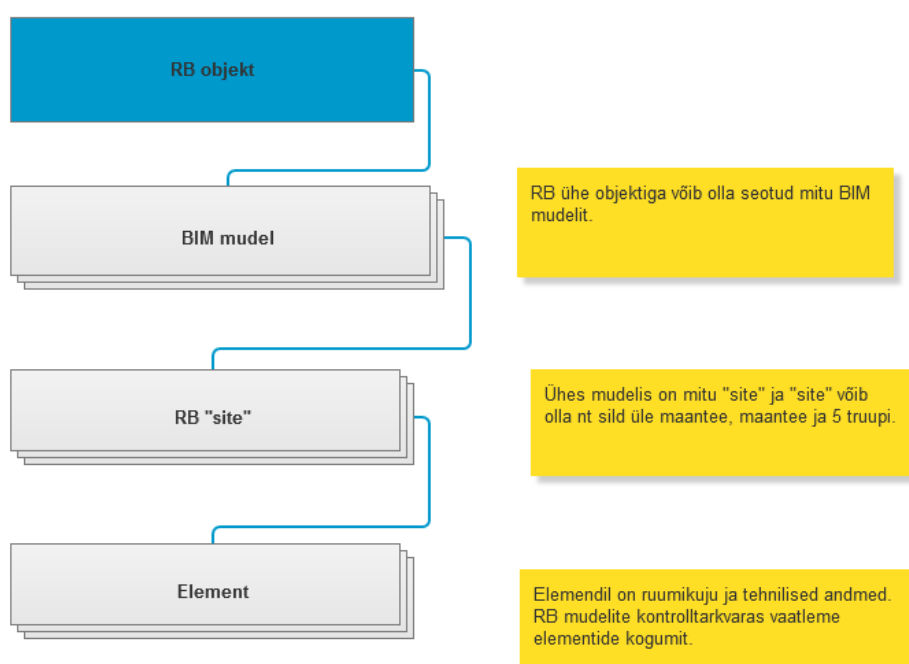 RB objekt
BIM mudel
RB ühe objektiga võib olla seotud mitu BIM
mudelit.
RB "site"
Ühes mudelis on mitu "site" ja "site" võib
olla nt sild üle maantee, maantee ja 5 truupi.
Element
Elemendil on ruumikuju ja tehnilised andmed.
RB mudelite kontrolltarkvaras vaatleme
elementide kogumit.